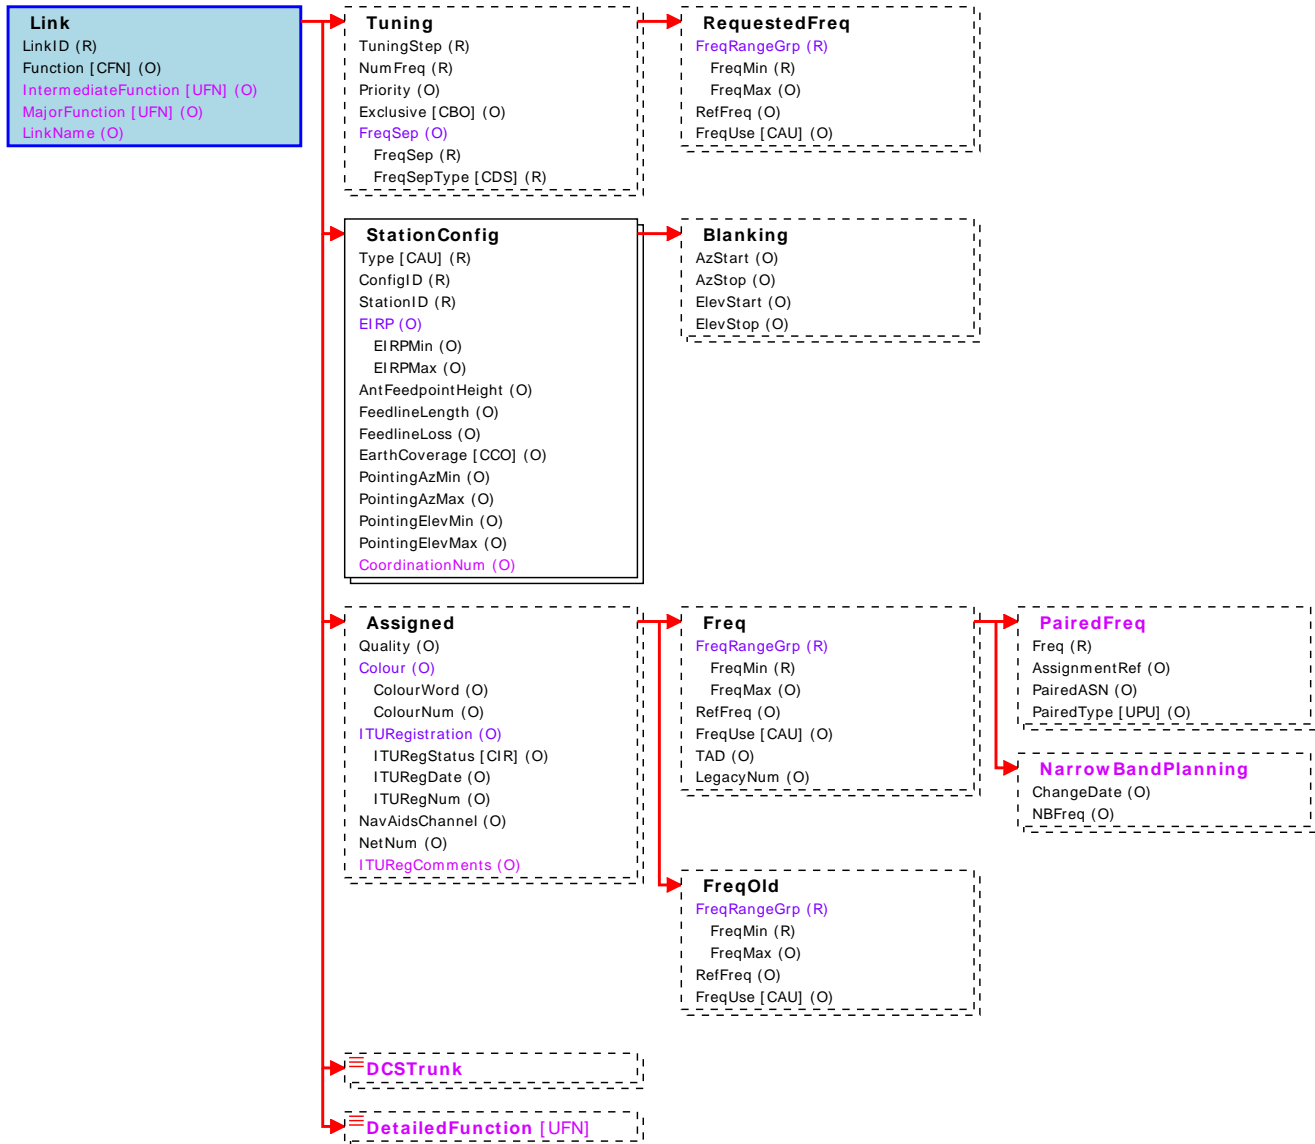 Link
LinkID (R)
Function [CFN] (O)
IntermediateFunction [UFN] (O)
MajorFunction [UFN] (O)
LinkName (O)
Tuning
TuningStep (R)
NumFreq (R)
Priority (O)
Exclusive [CBO] (O)
FreqSep (O)
FreqSep (R)
FreqSepType [CDS] (R)
RequestedFreq
FreqRangeGrp (R)
FreqMin (R)
FreqMax (O)
RefFreq (O)
FreqUse [CAU] (O)
StationConfig
Type [CAU] (R)
ConfigID (R)
StationID (R)
EIRP (O)
EIRPMin (O)
EIRPMax (O)
AntFeedpointHeight (O)
FeedlineLength (O)
FeedlineLoss (O)
EarthCoverage [CCO] (O)
PointingAzMin (O)
PointingAzMax (O)
PointingElevMin (O)
PointingElevMax (O)
CoordinationNum (O)
Blanking
AzStart (O)
AzStop (O)
ElevStart (O)
ElevStop (O)
Assigned
Quality (O)
Colour (O)
ColourWord (O)
ColourNum (O)
ITURegistration (O)
ITURegStatus [CIR] (O)
ITURegDate (O)
ITURegNum (O)
NavAidsChannel (O)
NetNum (O)
ITURegComments (O)
Freq
FreqRangeGrp (R)
FreqMin (R)
FreqMax (O)
RefFreq (O)
FreqUse [CAU] (O)
TAD (O)
LegacyNum (O)
PairedFreq
Freq (R)
AssignmentRef (O)
PairedASN (O)
PairedType [UPU] (O)
NarrowBandPlanning
ChangeDate (O)
NBFreq (O)
FreqOld
FreqRangeGrp (R)
FreqMin (R)
FreqMax (O)
RefFreq (O)
FreqUse [CAU] (O)
DCSTrunk
DetailedFunction [UFN]